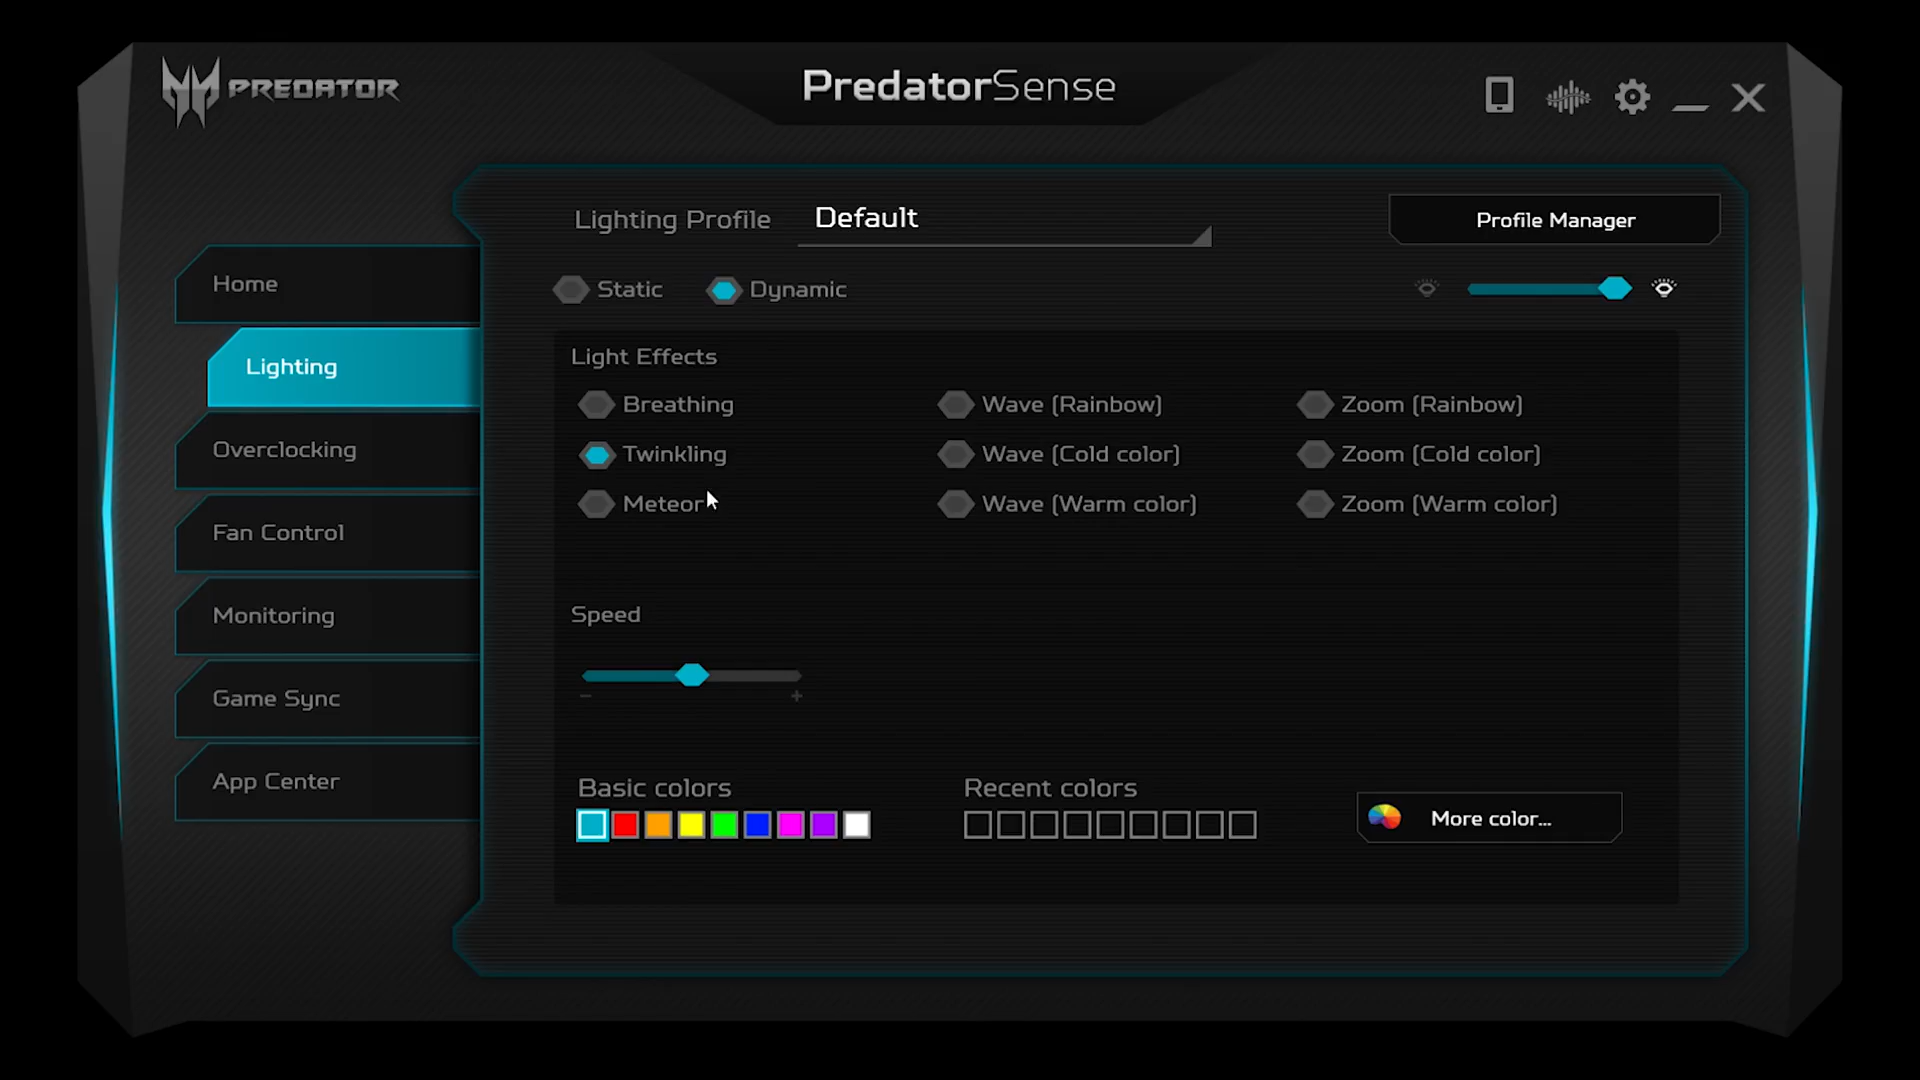 PREDATOR
PredatorSense
Lighting Profile Default Profile Manager
Static Dynamic
Home
Lighting
Overclocking
Fan Control
Monitoring
Game Sync
App Center
Light Effects
Breathing Wave (Rainbow) Zoom (Rainbow)
Twinkling Wave (Cold color) Zoom (Cold color)
Meteor Wave (Warm color) Zoom (Warm color)
Speed
- +
Basic colors Recent colors
More color...